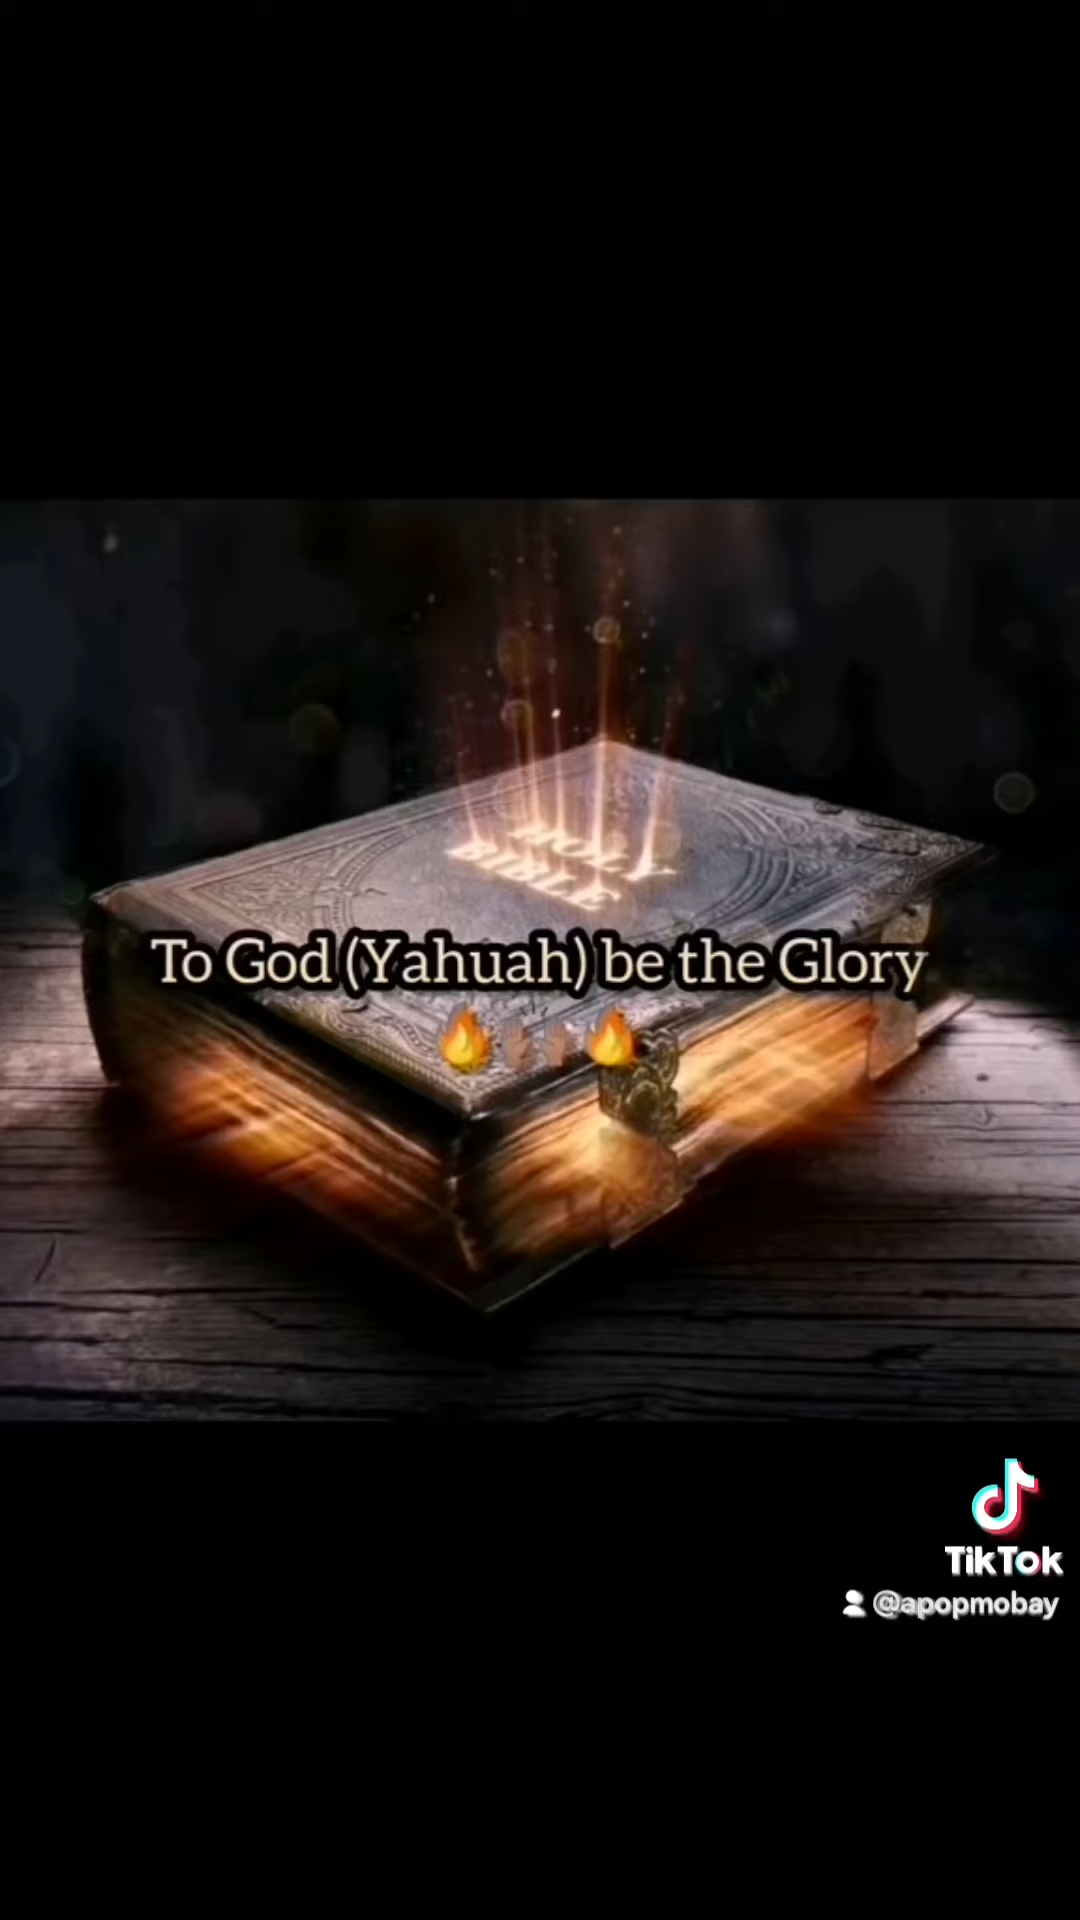 HOLY
BIBLE
To God (Yahuah) be the Glory
🔥🙌🏽🔥
TikTok
@apopmobay